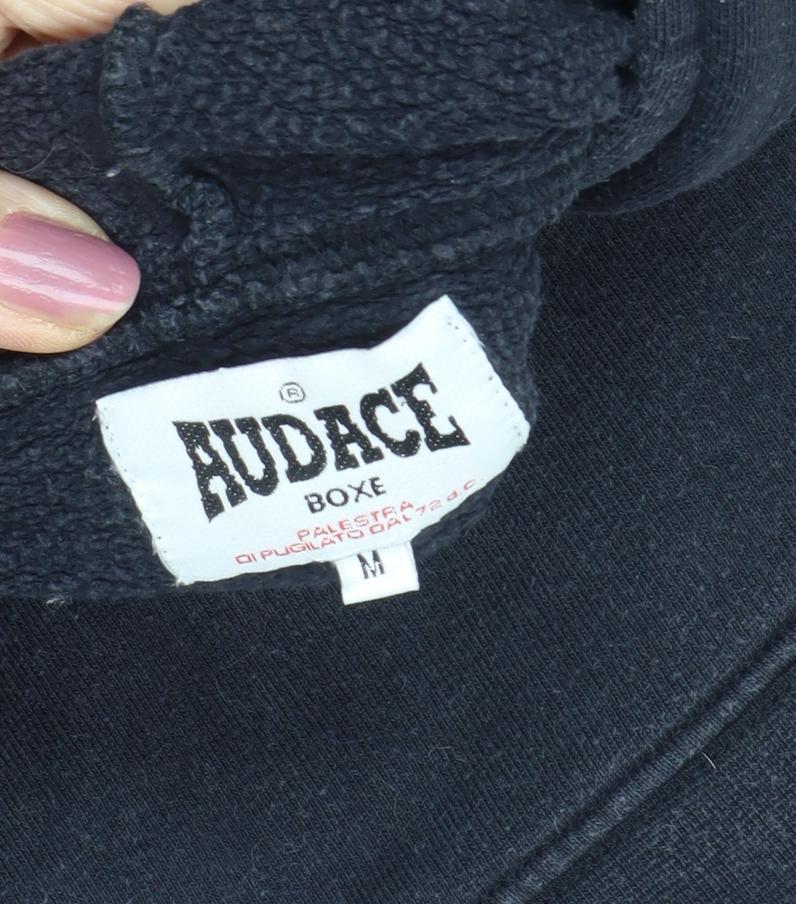 ®
AUDACE
BOXE
PALESTRA
DI PUGILATO DAL 72 d.C.
M